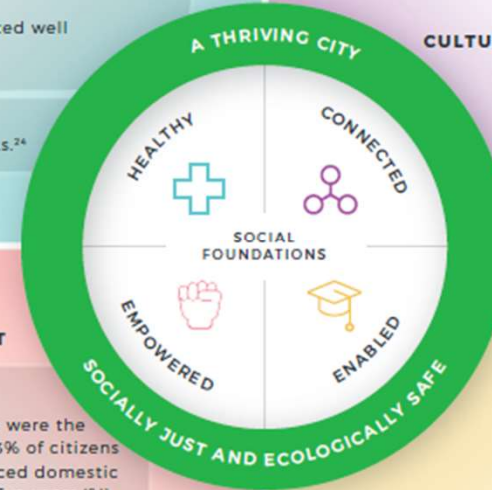 ed well
A THRIVING CITY
CULTU
s.²⁴
HEALTHY
CONNECTED
SOCIAL
FOUNDATIONS
EMPOWERED
ENABLED
SOCIALLY JUST AND ECOLOGICALLY SAFE
T
were the
% of citizens
ced domestic